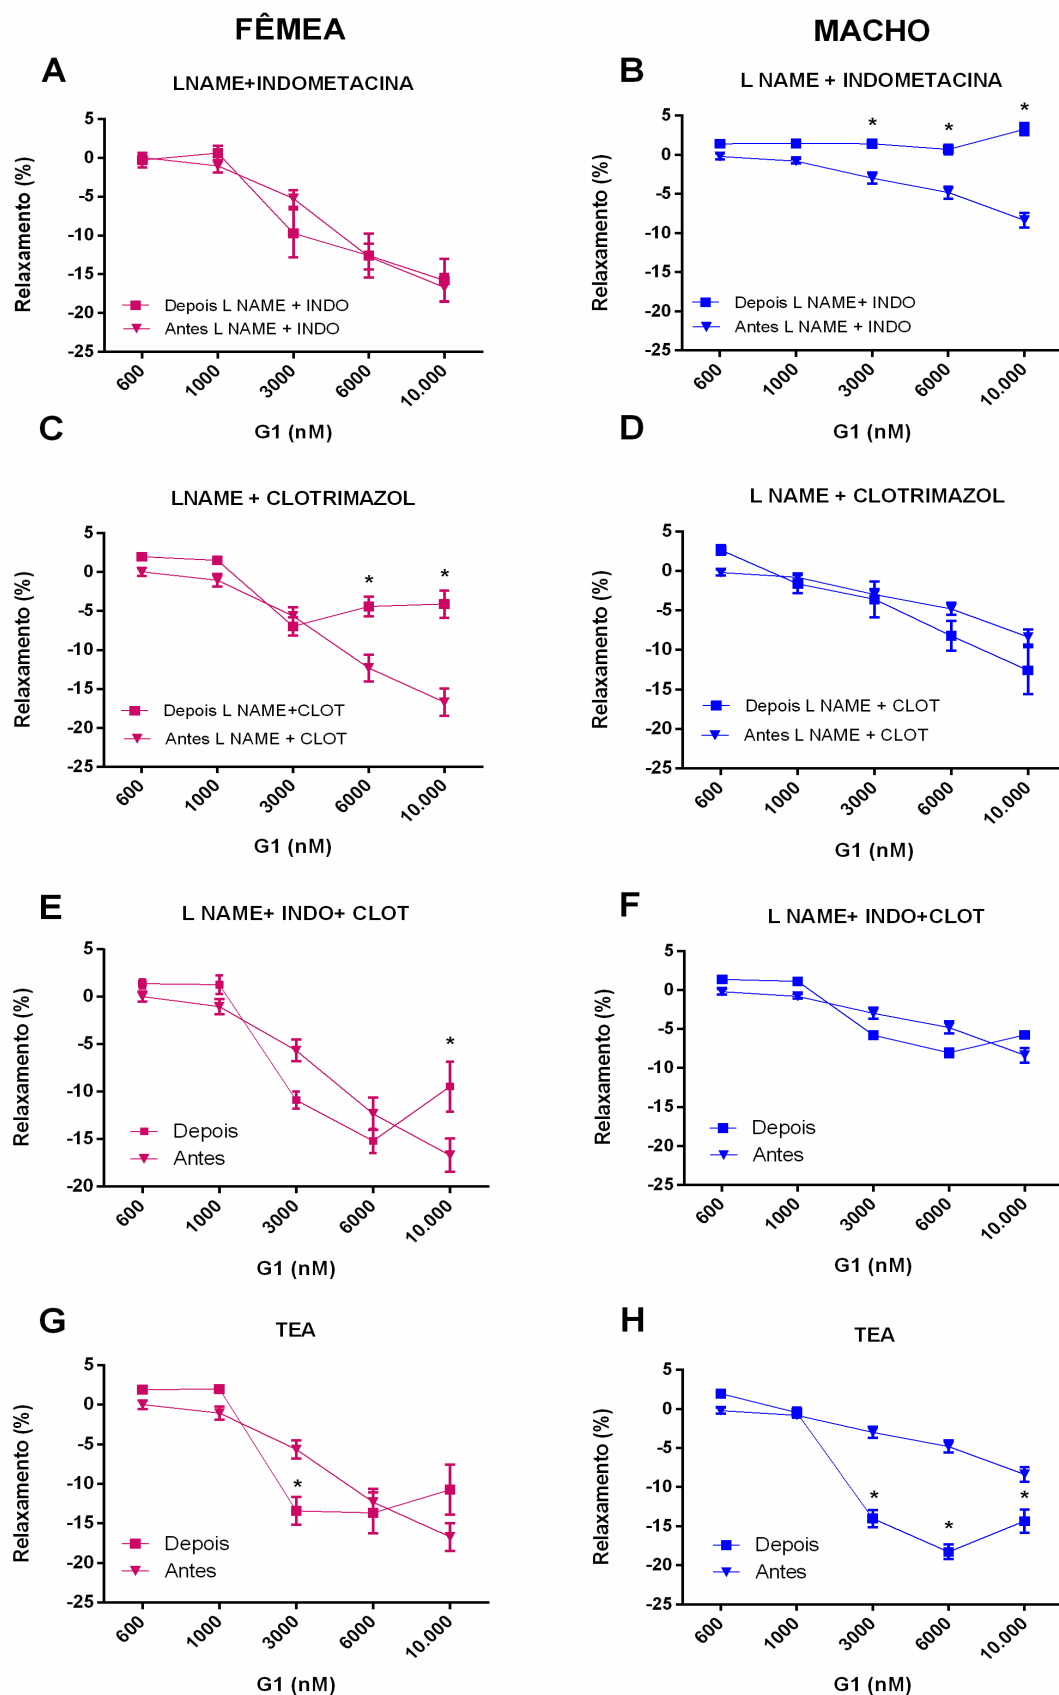 FÊMEA
MACHO
A
LNAME+INDOMETACINA
5
0
-5
-10
-15
-20
-25
Relaxamento (%)
Depois L NAME + INDO
Antes L NAME + INDO
600
1000
3000
6000
10.000
G1 (nM)
B
L NAME + INDOMETACINA
5
0
-5
-10
-15
-20
-25
Relaxamento (%)
* * *
Depois L NAME+ INDO
Antes L NAME + INDO
600
1000
3000
6000
10.000
G1 (nM)
C
LNAME + CLOTRIMAZOL
5
0
-5
-10
-15
-20
-25
Relaxamento (%)
* *
Depois L NAME+CLOT
Antes L NAME + CLOT
600
1000
3000
6000
10.000
G1 (nM)
D
L NAME + CLOTRIMAZOL
5
0
-5
-10
-15
-20
-25
Relaxamento (%)
Depois L NAME + CLOT
Antes L NAME + CLOT
600
1000
3000
6000
10.000
G1 (nM)
E
L NAME+ INDO+ CLOT
5
0
-5
-10
-15
-20
Relaxamento (%)
*
Depois
Antes
600
1000
3000
6000
10.000
G1 (nM)
F
L NAME+ INDO+CLOT
5
0
-5
-10
-15
-20
-25
Relaxamento (%)
Depois
Antes
600
1000
3000
6000
10.000
G1 (nM)
G
TEA
5
0
-5
-10
-15
-20
-25
Relaxamento (%)
*
Depois
Antes
600
1000
3000
6000
10.000
G1 (nM)
H
TEA
5
0
-5
-10
-15
-20
-25
Relaxamento (%)
* * *
Depois
Antes
600
1000
3000
6000
10.000
G1 (nM)